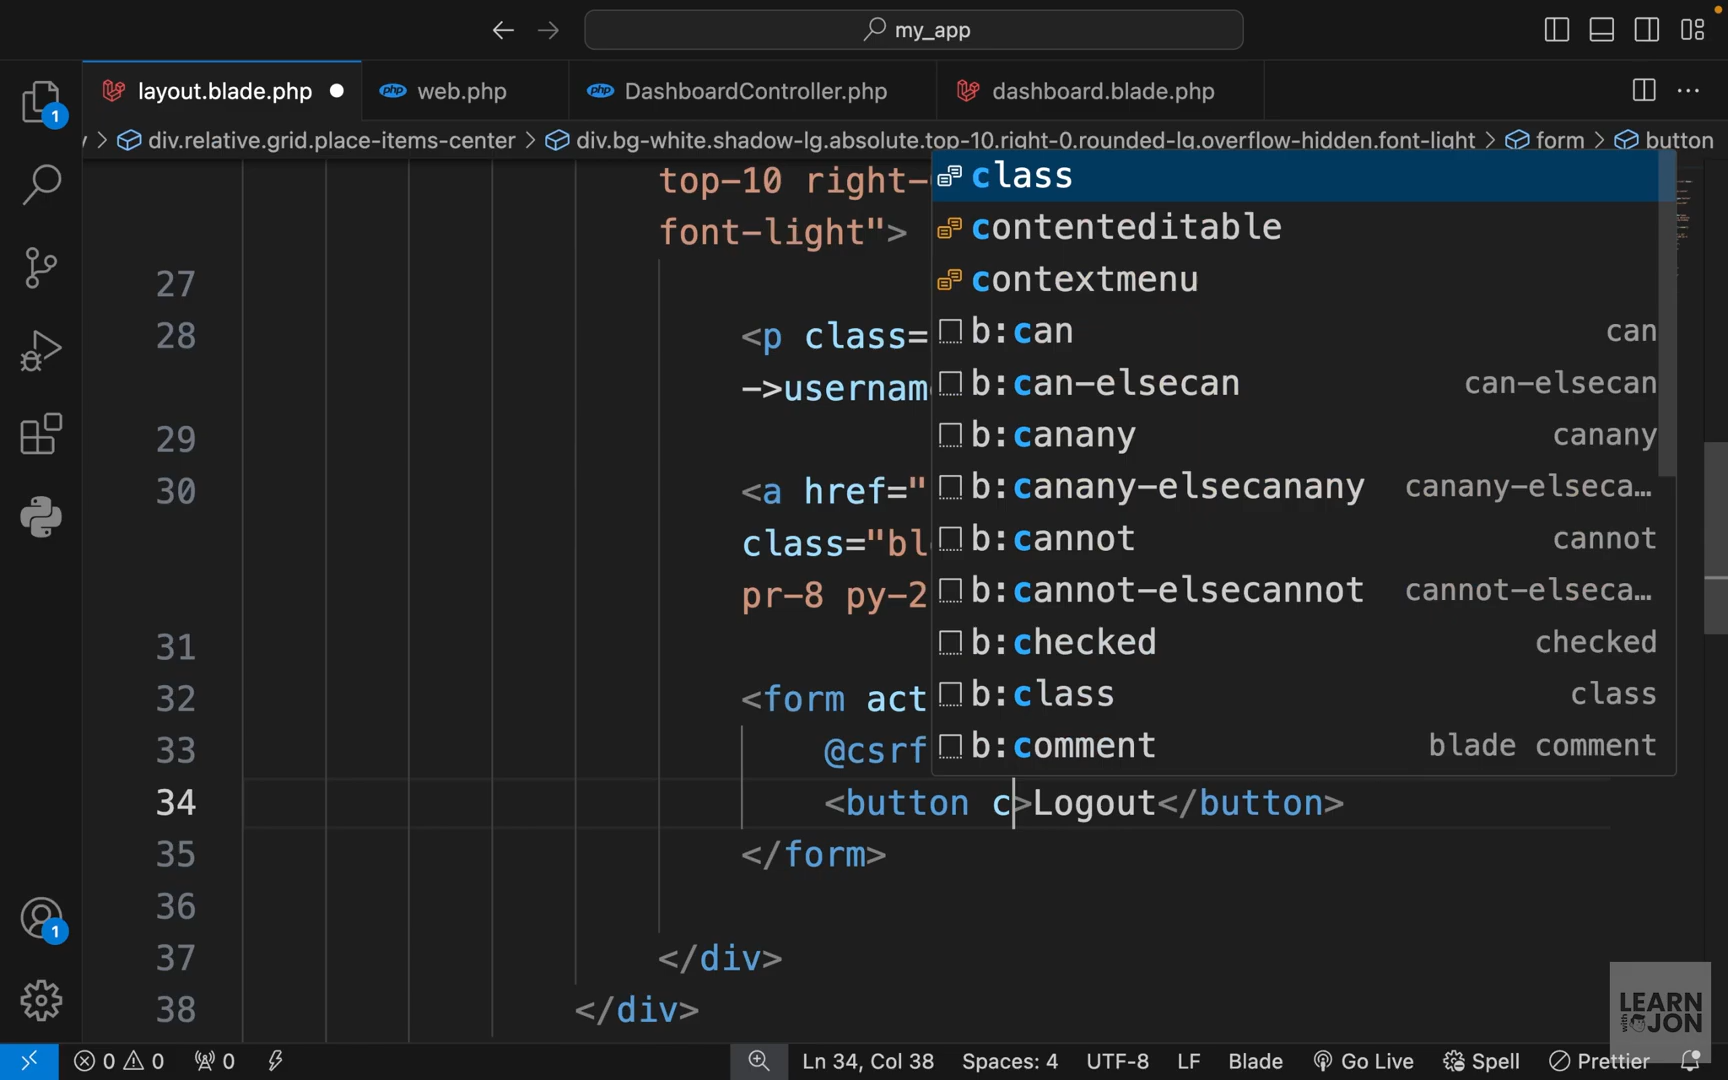 my_app
layout.blade.php
web.php
DashboardController.php
dashboard.blade.php
1
div.relative.grid.place-items-center > div.bg-white.shadow-lg.absolute.top-10.right-0.rounded-lg.overflow-hidden.font-light > form > button
top-10 right-
font-light">
27
28 <p class=
->usernam
29
30 <a href="
class="bl
pr-8 py-2
31
32 <form act
33 @csrf
34 <button c>Logout</button>
35 </form>
36
37 </div>
38 </div>
class
contenteditable
contextmenu
b:can can
b:can-elsecan can-elsecan
b:canany canany
b:canany-elsecanany canany-elseca…
b:cannot cannot
b:cannot-elsecannot cannot-elseca…
b:checked checked
b:class class
b:comment blade comment
1
LEARN
with
JON
0 0 0 Ln 34, Col 38 Spaces: 4 UTF-8 LF Blade Go Live Spell Prettier